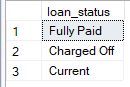 loan_status
1 Fully Paid
2 Charged Off
3 Current